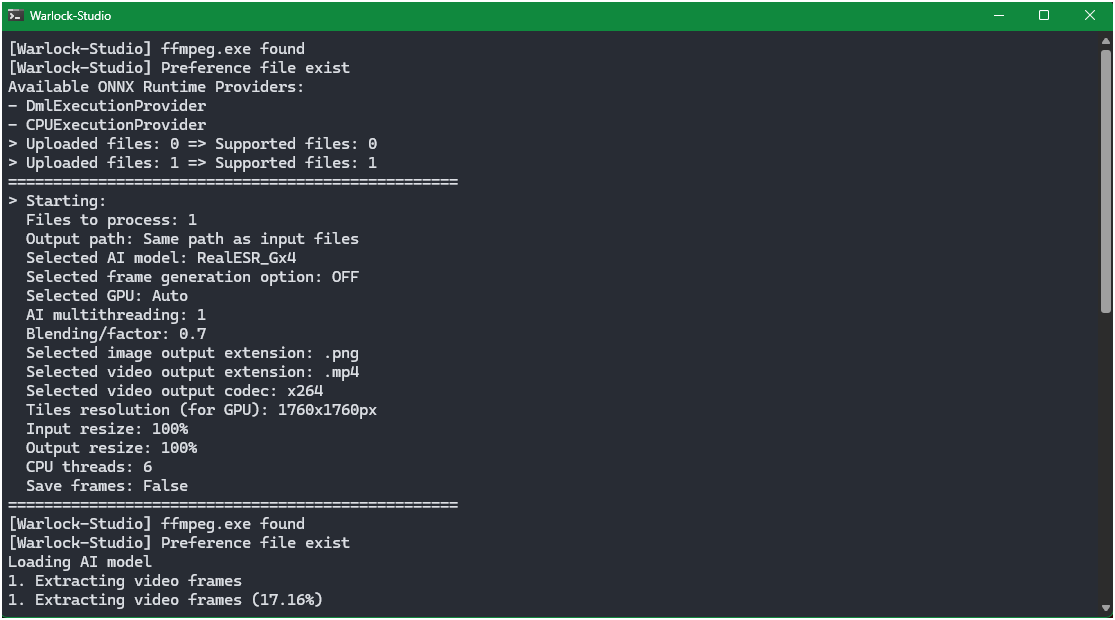 Warlock-Studio
[Warlock-Studio] ffmpeg.exe found
[Warlock-Studio] Preference file exist
Available ONNX Runtime Providers:
- DmlExecutionProvider
- CPUExecutionProvider
> Uploaded files: 0 => Supported files: 0
> Uploaded files: 1 => Supported files: 1
==================================================
> Starting:
  Files to process: 1
  Output path: Same path as input files
  Selected AI model: RealESR_Gx4
  Selected frame generation option: OFF
  Selected GPU: Auto
  AI multithreading: 1
  Blending/factor: 0.7
  Selected image output extension: .png
  Selected video output extension: .mp4
  Selected video output codec: x264
  Tiles resolution (for GPU): 1760x1760px
  Input resize: 100%
  Output resize: 100%
  CPU threads: 6
  Save frames: False
==================================================
[Warlock-Studio] ffmpeg.exe found
[Warlock-Studio] Preference file exist
Loading AI model
1. Extracting video frames
1. Extracting video frames (17.16%)